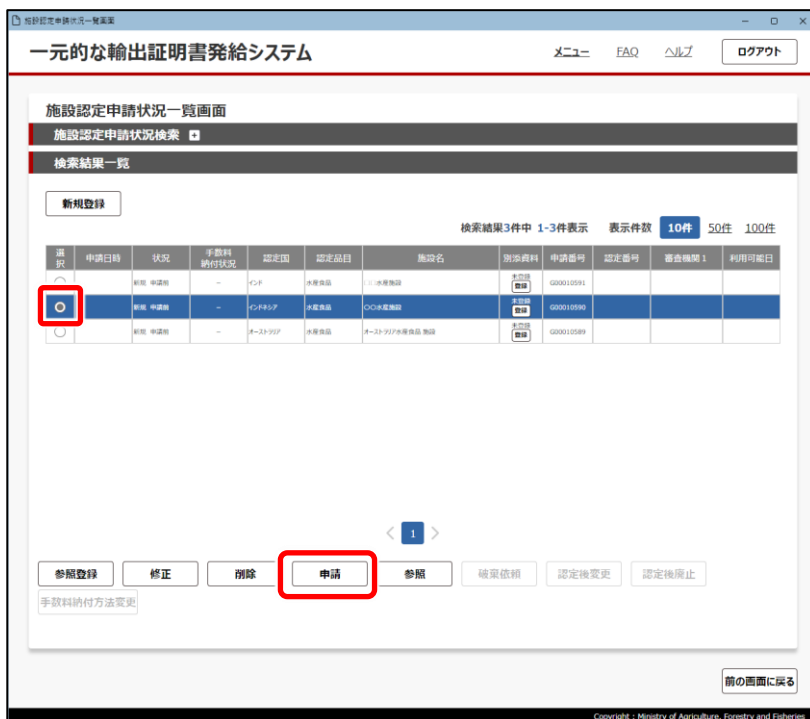 施設認定申請状況一覧画面
一元的な輸出証明書発給システム メニュー FAQ ヘルプ ログアウト
施設認定申請状況一覧画面
施設認定申請状況検索
検索結果一覧
新規登録
検索結果3件中 1-3件表示 表示件数 10件 50件 100件
選択 申請日時 状況 手数料納付状況 認定国 認定品目 施設名 別添資料 申請番号 認定番号 審査機関1 利用可能日
新規 申請前 － インド 水産食品 〇〇水産施設 未登録 登録 G00010591
新規 申請前 － インドネシア 水産食品 〇〇水産施設 未登録 登録 G00010590
新規 申請前 － オーストラリア 水産食品 オーストラリア水産食品 施設 未登録 登録 G00010589
< 1 >
参照登録 修正 削除 申請 参照 破棄依頼 認定後変更 認定後廃止
手数料納付方法変更
前の画面に戻る
Copyright : Ministry of Agriculture, Forestry and Fisheries